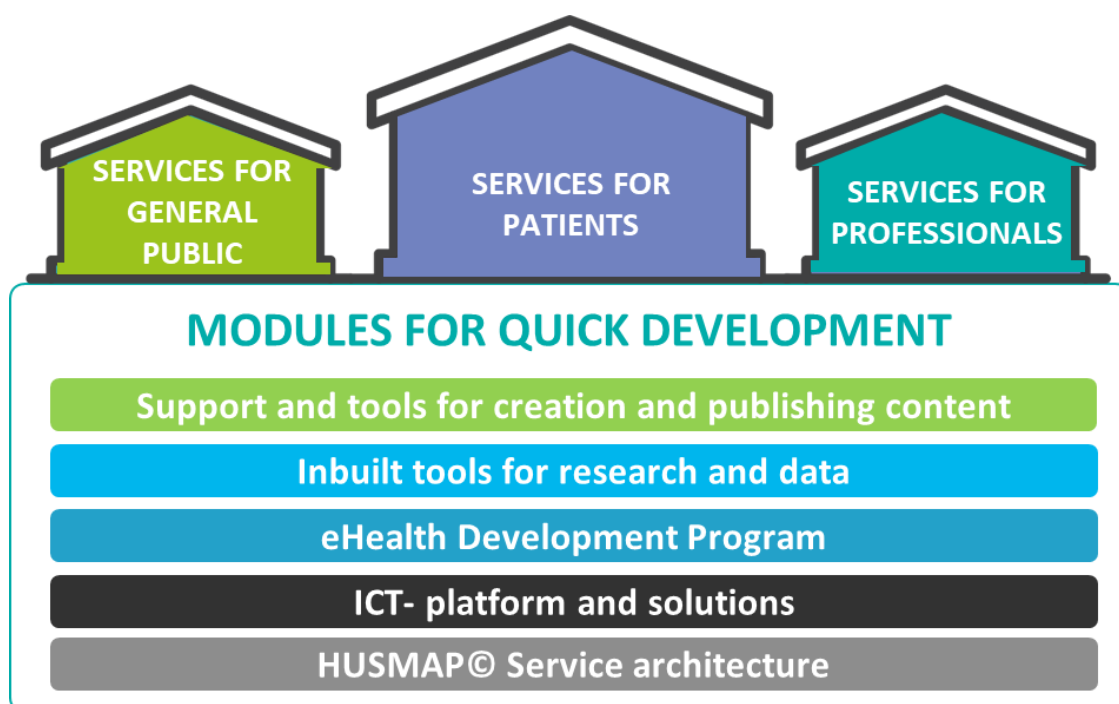 SERVICES FOR
GENERAL
PUBLIC
SERVICES FOR
PATIENTS
SERVICES FOR
PROFESSIONALS
MODULES FOR QUICK DEVELOPMENT
Support and tools for creation and publishing content
Inbuilt tools for research and data
eHealth Development Program
ICT- platform and solutions
HUSMAP© Service architecture